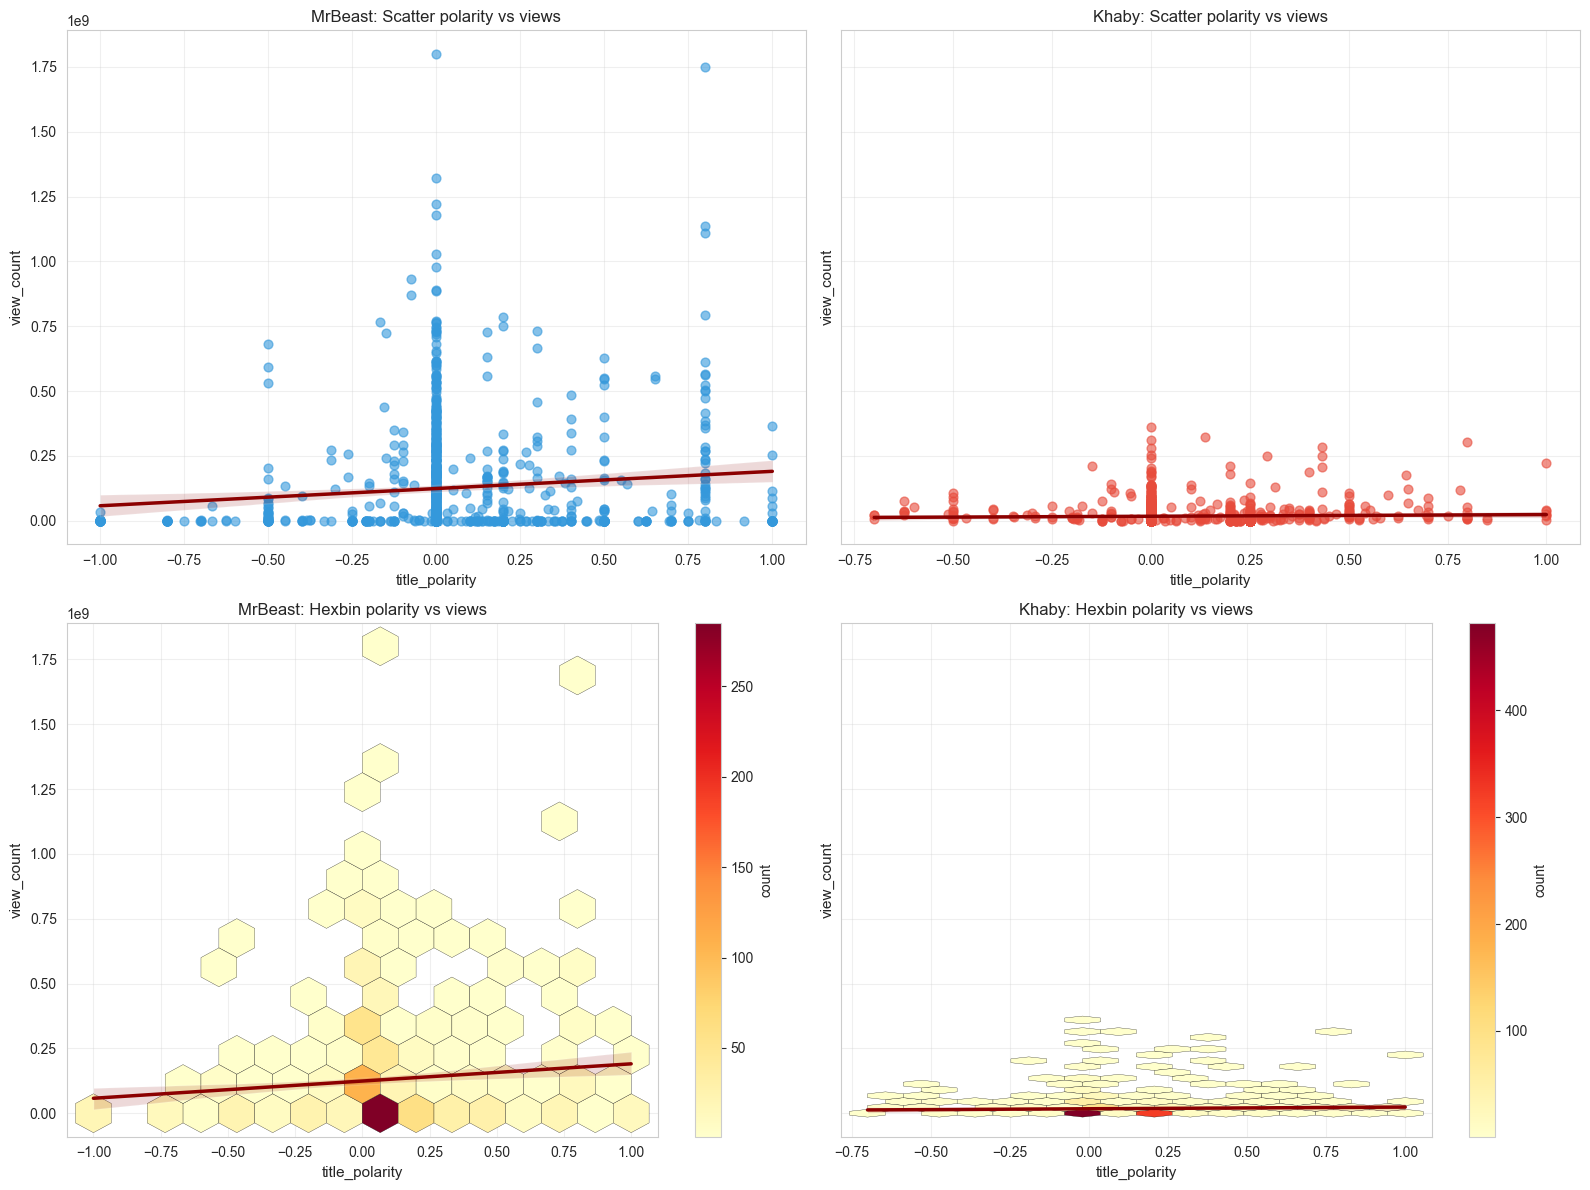 MrBeast: Scatter polarity vs views
1e9
view_count
1.75
1.50
1.25
1.00
0.75
0.50
0.25
0.00
−1.00 −0.75 −0.50 −0.25 0.00 0.25 0.50 0.75 1.00
title_polarity
Khaby: Scatter polarity vs views
view_count
−0.75 −0.50 −0.25 0.00 0.25 0.50 0.75 1.00
title_polarity
MrBeast: Hexbin polarity vs views
1e9
view_count
1.75
1.50
1.25
1.00
0.75
0.50
0.25
0.00
−1.00 −0.75 −0.50 −0.25 0.00 0.25 0.50 0.75 1.00
title_polarity
250
200
150
100
50
count
Khaby: Hexbin polarity vs views
view_count
−0.75 −0.50 −0.25 0.00 0.25 0.50 0.75 1.00
title_polarity
400
300
200
100
count